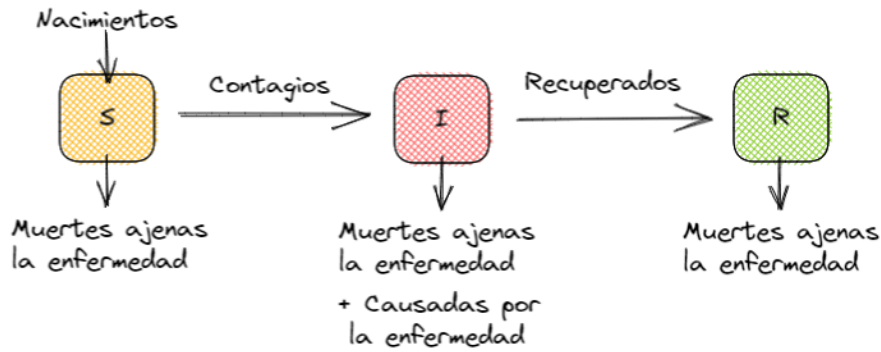 Nacimientos
S
Contagios
I
Recuperados
R
Muertes ajenas
la enfermedad
Muertes ajenas
la enfermedad
+ Causadas por
la enfermedad
Muertes ajenas
la enfermedad